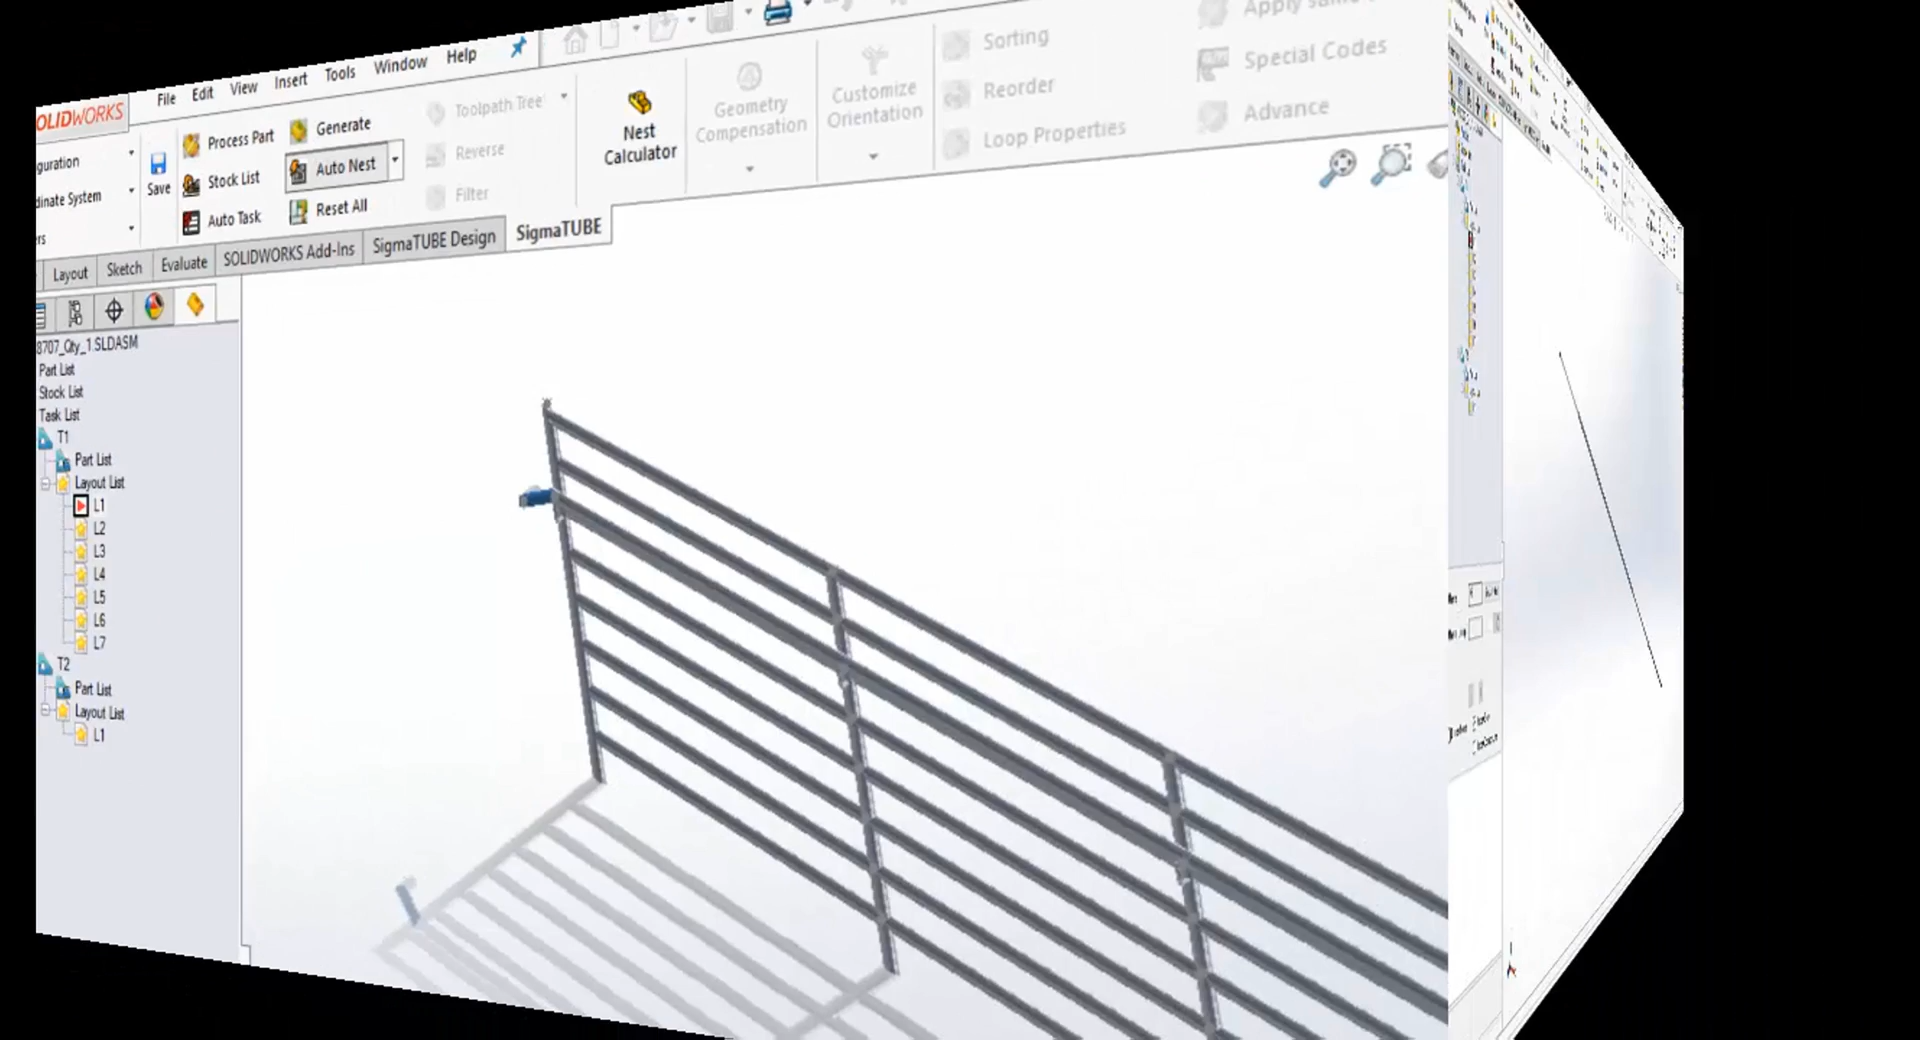 File Edit View Insert Tools Window Help
OLIDWORKS
guration
dinate System
ers
Save
Process Part
Stock List
Auto Task
Generate
Auto Nest
Reset All
Toolpath Tree
Reverse
Filter
Nest
Calculator
Geometry
Compensation
Customize
Orientation
Sorting
Reorder
Loop Properties
Special Codes
Advance
Layout Sketch Evaluate SOLIDWORKS Add-Ins SigmaTUBE Design SigmaTUBE
8707_Qty_1.SLDASM
Part List
Stock List
Task List
T1
Part List
Layout List
L1
L2
L3
L4
L5
L6
L7
T2
Part List
Layout List
L1